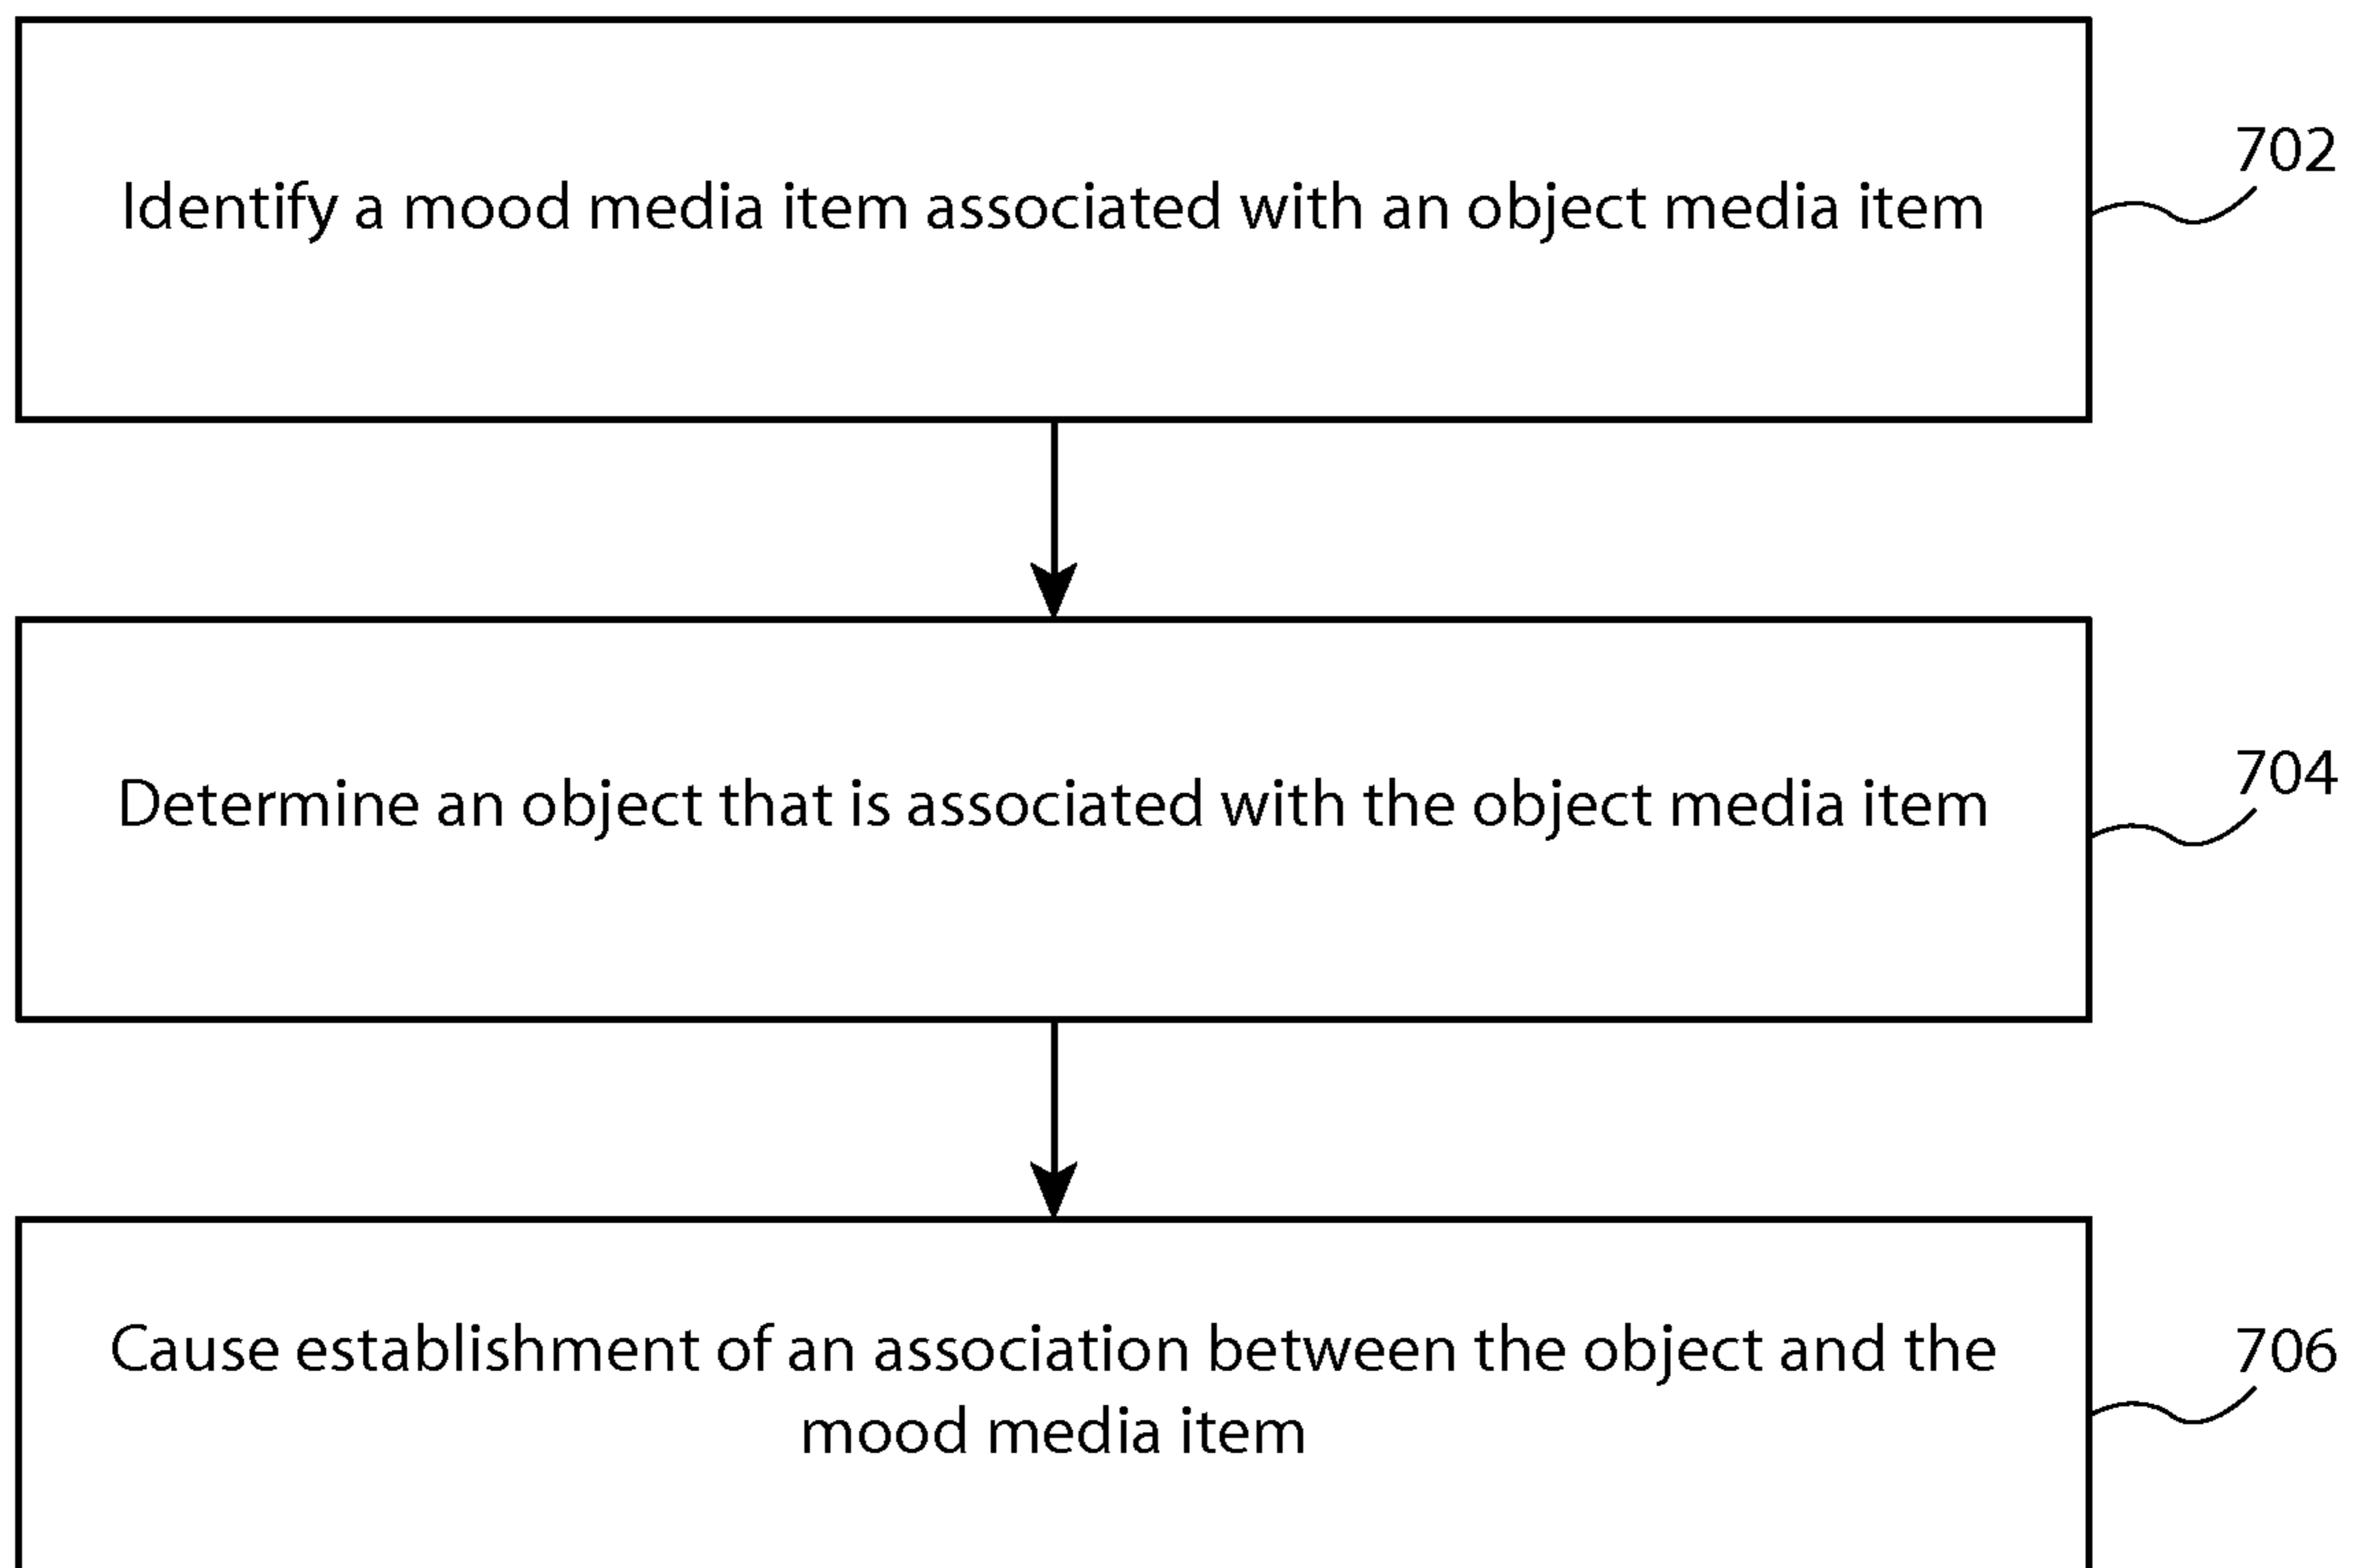 Identify a mood media item associated with an object media item
702
Determine an object that is associated with the object media item
704
Cause establishment of an association between the object and the
mood media item
706